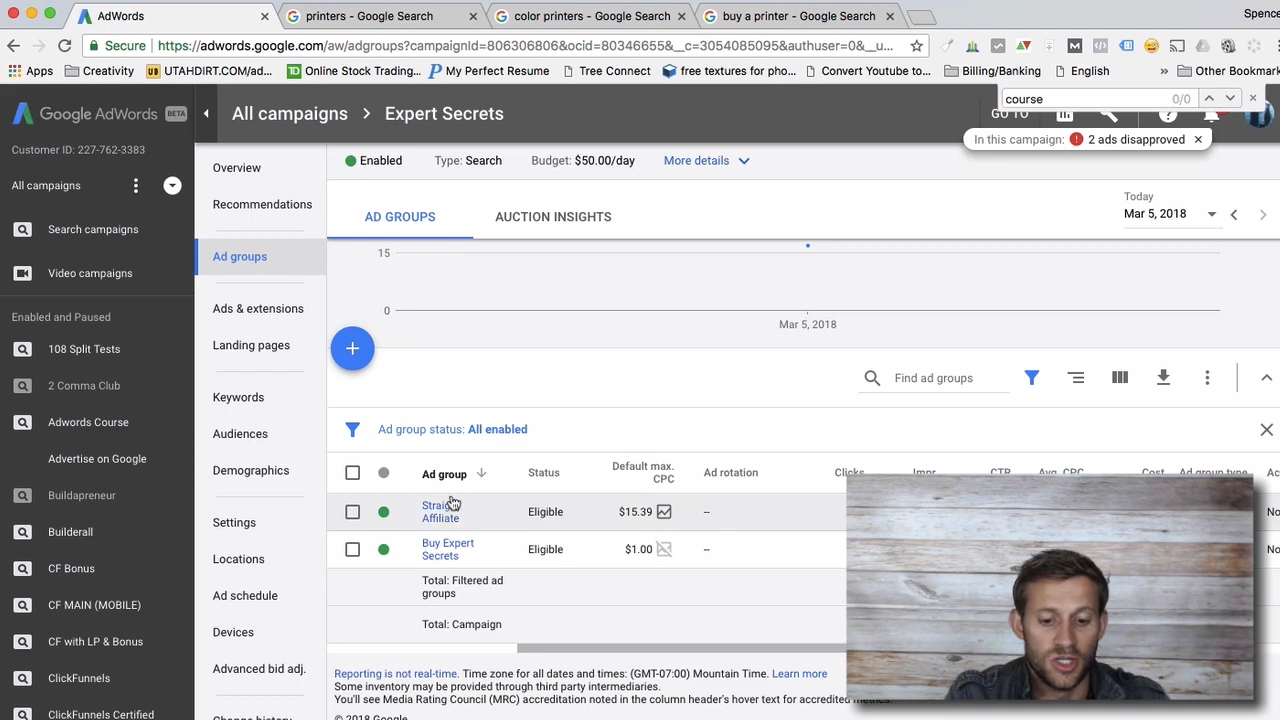 AdWords
printers - Google Search
color printers - Google Search
buy a printer - Google Search
Spence
Secure
https://adwords.google.com/aw/adgroups?campaignId=806306806&ocid=80346655&__c=3054085095&authuser=0&__u...
Apps
Creativity
UTAHDIRT.COM/ad...
Online Stock Trading...
My Perfect Resume
Tree Connect
free textures for pho...
Convert Youtube to...
Billing/Banking
English
»
Other Bookmark
course
0/0
Google AdWords
BETA
All campaigns > Expert Secrets
GO TO
Customer ID: 227-762-3383
In this campaign: 2 ads disapproved
All campaigns
Search campaigns
Video campaigns
Enabled and Paused
108 Split Tests
2 Comma Club
Adwords Course
Advertise on Google
Buildapreneur
Builderall
CF Bonus
CF MAIN (MOBILE)
CF with LP & Bonus
ClickFunnels
ClickFunnels Certified
Overview
Recommendations
Ad groups
Ads & extensions
Landing pages
Keywords
Audiences
Demographics
Settings
Locations
Ad schedule
Devices
Advanced bid adj.
Change history
Enabled
Type: Search
Budget: $50.00/day
More details
AD GROUPS
AUCTION INSIGHTS
Today
Mar 5, 2018
15
0
Mar 5, 2018
Find ad groups
Ad group status: All enabled
Ad group
Status
Default max.
CPC
Ad rotation
Clicks
Impr.
CTR
Avg. CPC
Cost
Ad group type
Ac
Affiliate
Eligible
$15.39
--
No
Buy Expert
Secrets
Eligible
$1.00
--
No
Total: Filtered ad
groups
Total: Campaign
Reporting is not real-time. Time zone for all dates and times: (GMT-07:00) Mountain Time. Learn more
Some inventory may be provided through third party intermediaries.
You'll see Media Rating Council (MRC) accreditation noted in the column header's hover text for accredited metrics.
© 2018 Google